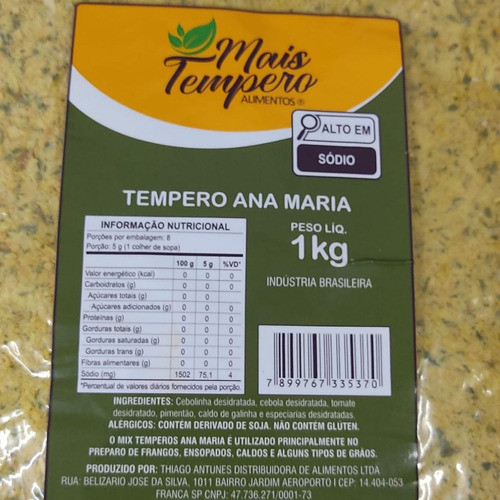 Mais
Tempero
ALIMENTOS ®
ALTO EM
SÓDIO
TEMPERO ANA MARIA
PESO LÍQ.
1kg
INDÚSTRIA BRASILEIRA
INFORMAÇÃO NUTRICIONAL
Porções por embalagem: 6
Porção: 5 g (1 colher de sopa)
100 g 5 g %VD*
Valor energético (kcal) 0 0 0
Carboidratos (g) 0 0 0
Açúcares totais (g) 0 0
Açúcares adicionados (g) 0 0 0
Proteínas (g) 0 0 0
Gorduras totais (g) 0 0 0
Gorduras saturadas (g) 0 0 0
Gorduras trans (g) 0 0 0
Fibras alimentares (g) 0 0 0
Sódio (mg) 1502 75,1 4
*Percentual de valores diários fornecidos pela porção.
7 899767 335370
INGREDIENTES: Cebolinha desidratada, cebola desidratada, tomate
desidratado, pimentão, caldo de galinha e especiarias desidratadas.
ALÉRGICOS: CONTÉM DERIVADO DE SOJA. NÃO CONTÉM GLÚTEN.
O MIX TEMPEROS ANA MARIA É UTILIZADO PRINCIPALMENTE NO
PREPARO DE FRANGOS, ENSOPADOS, CALDOS E ALGUNS TIPOS DE GRÃOS.
PRODUZIDO POR: THIAGO ANTUNES DISTRIBUIDORA DE ALIMENTOS LTDA
RUA: BELIZARIO JOSE DA SILVA, 1011 BAIRRO JARDIM AEROPORTO I CEP: 14.404-053
FRANCA SP CNPJ: 47.736.271/0001-73